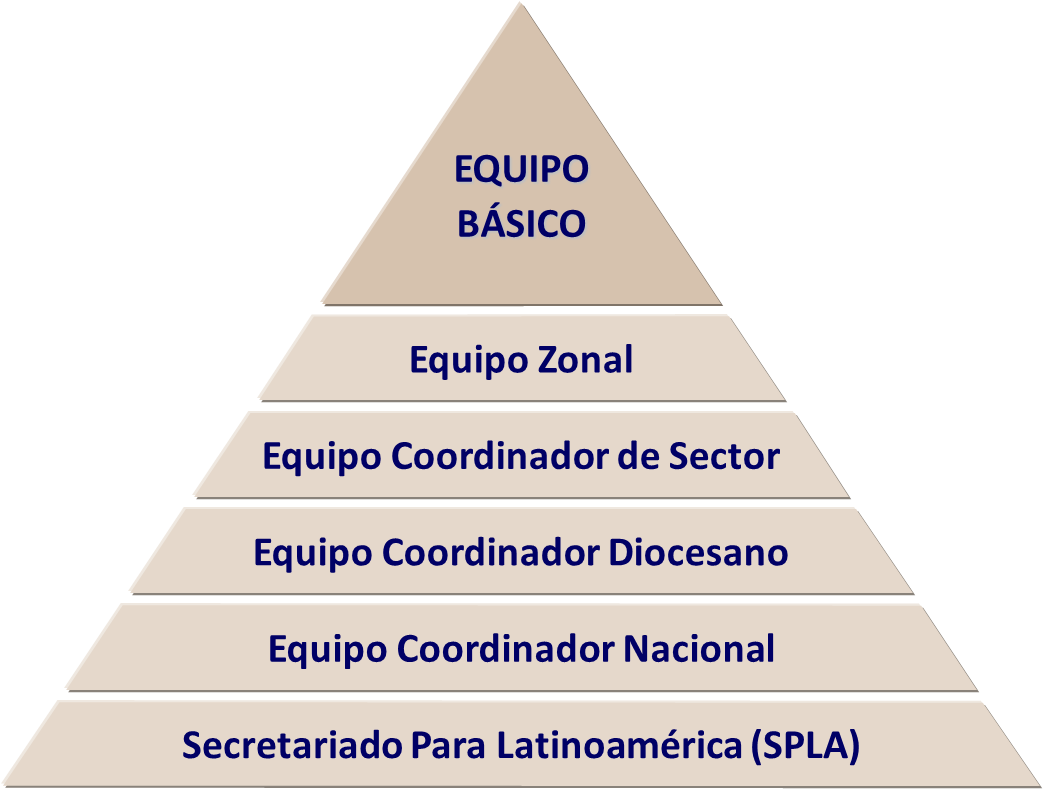 EQUIPO
BÁSICO
Equipo Zonal
Equipo Coordinador de Sector
Equipo Coordinador Diocesano
Equipo Coordinador Nacional
Secretariado Para Latinoamérica (SPLA)